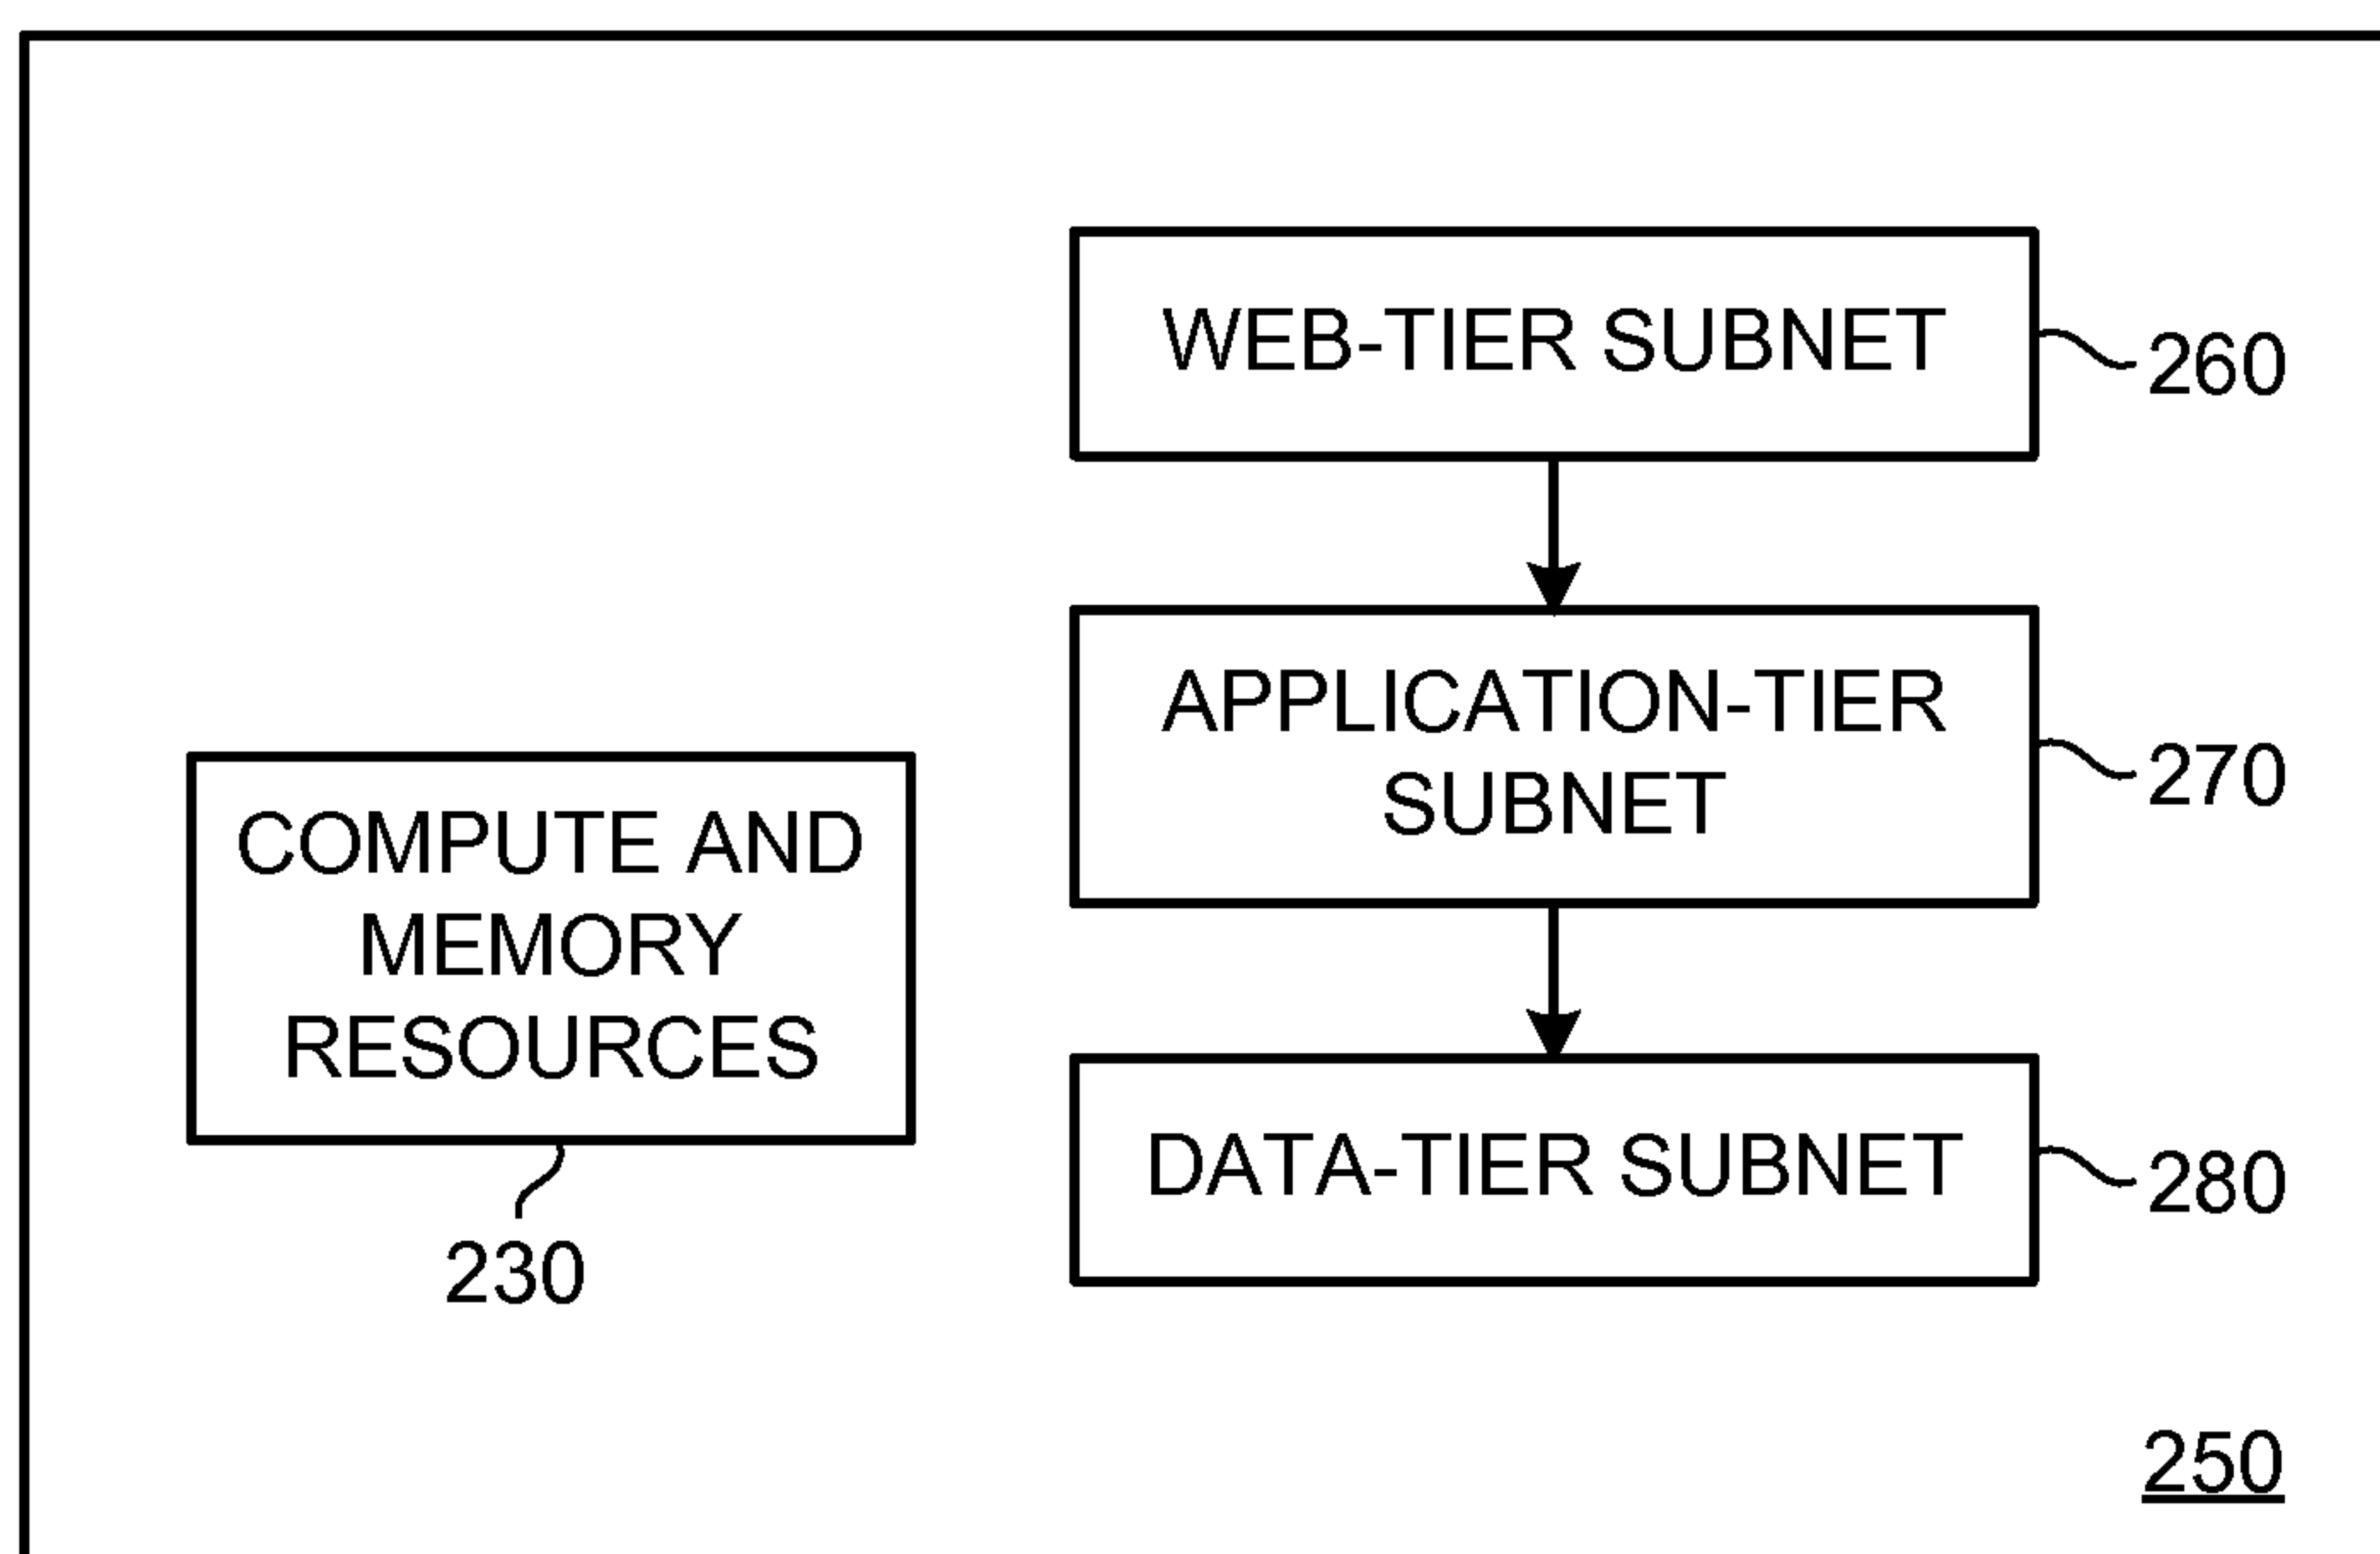 WEB-TIER SUBNET
260
APPLICATION-TIER
SUBNET
270
COMPUTE AND
MEMORY
RESOURCES
230
DATA-TIER SUBNET
280
250